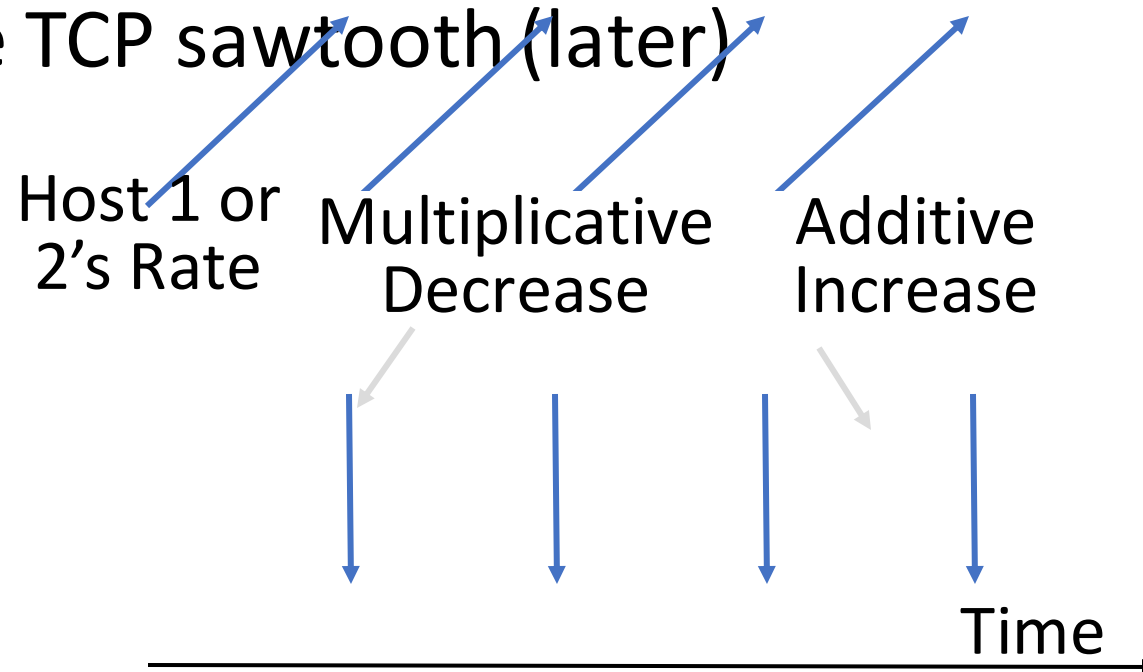 e TCP sawtooth (later)
Host 1 or
2’s Rate
Multiplicative
Decrease
Additive
Increase
Time